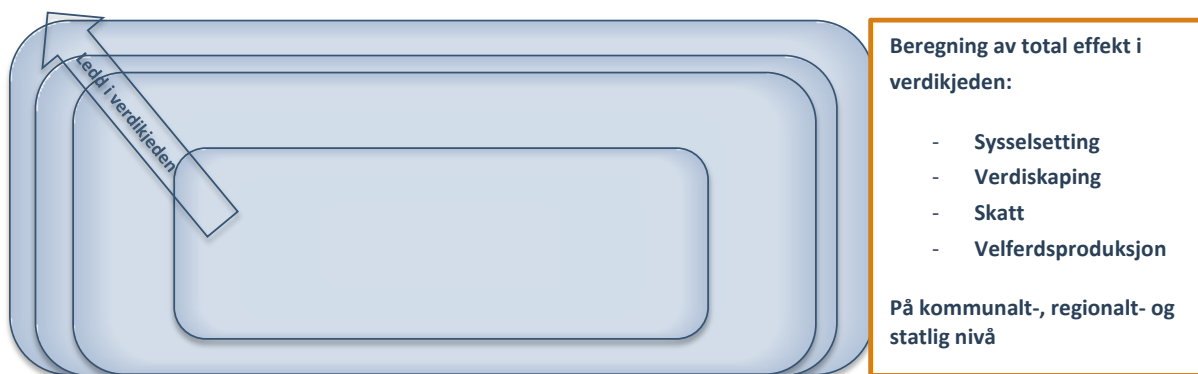 Ledd i verdikjeden
Beregning av total effekt i
verdikjeden:
- Sysselsetting
- Verdiskaping
- Skatt
- Velferdsproduksjon
På kommunalt-, regionalt- og
statlig nivå